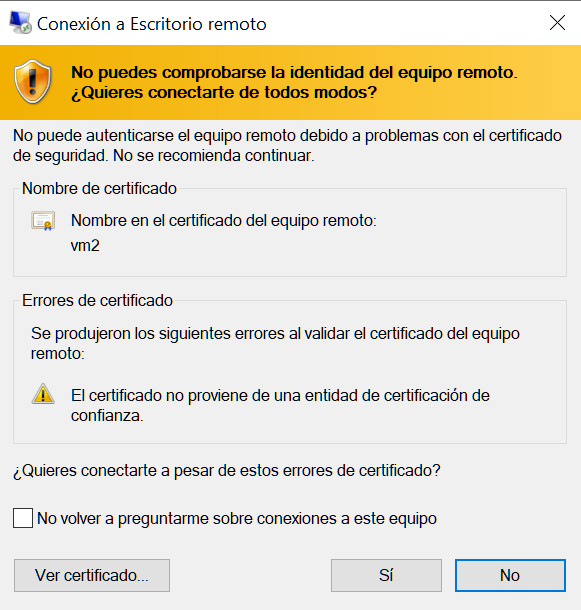 Conexión a Escritorio remoto
No puedes comprobarse la identidad del equipo remoto.
¿Quieres conectarte de todos modos?
No puede autenticarse el equipo remoto debido a problemas con el certificado
de seguridad. No se recomienda continuar.
Nombre de certificado
Nombre en el certificado del equipo remoto:
vm2
Errores de certificado
Se produjeron los siguientes errores al validar el certificado del equipo
remoto:
El certificado no proviene de una entidad de certificación de
confianza.
¿Quieres conectarte a pesar de estos errores de certificado?
No volver a preguntarme sobre conexiones a este equipo
Ver certificado...
Sí
No